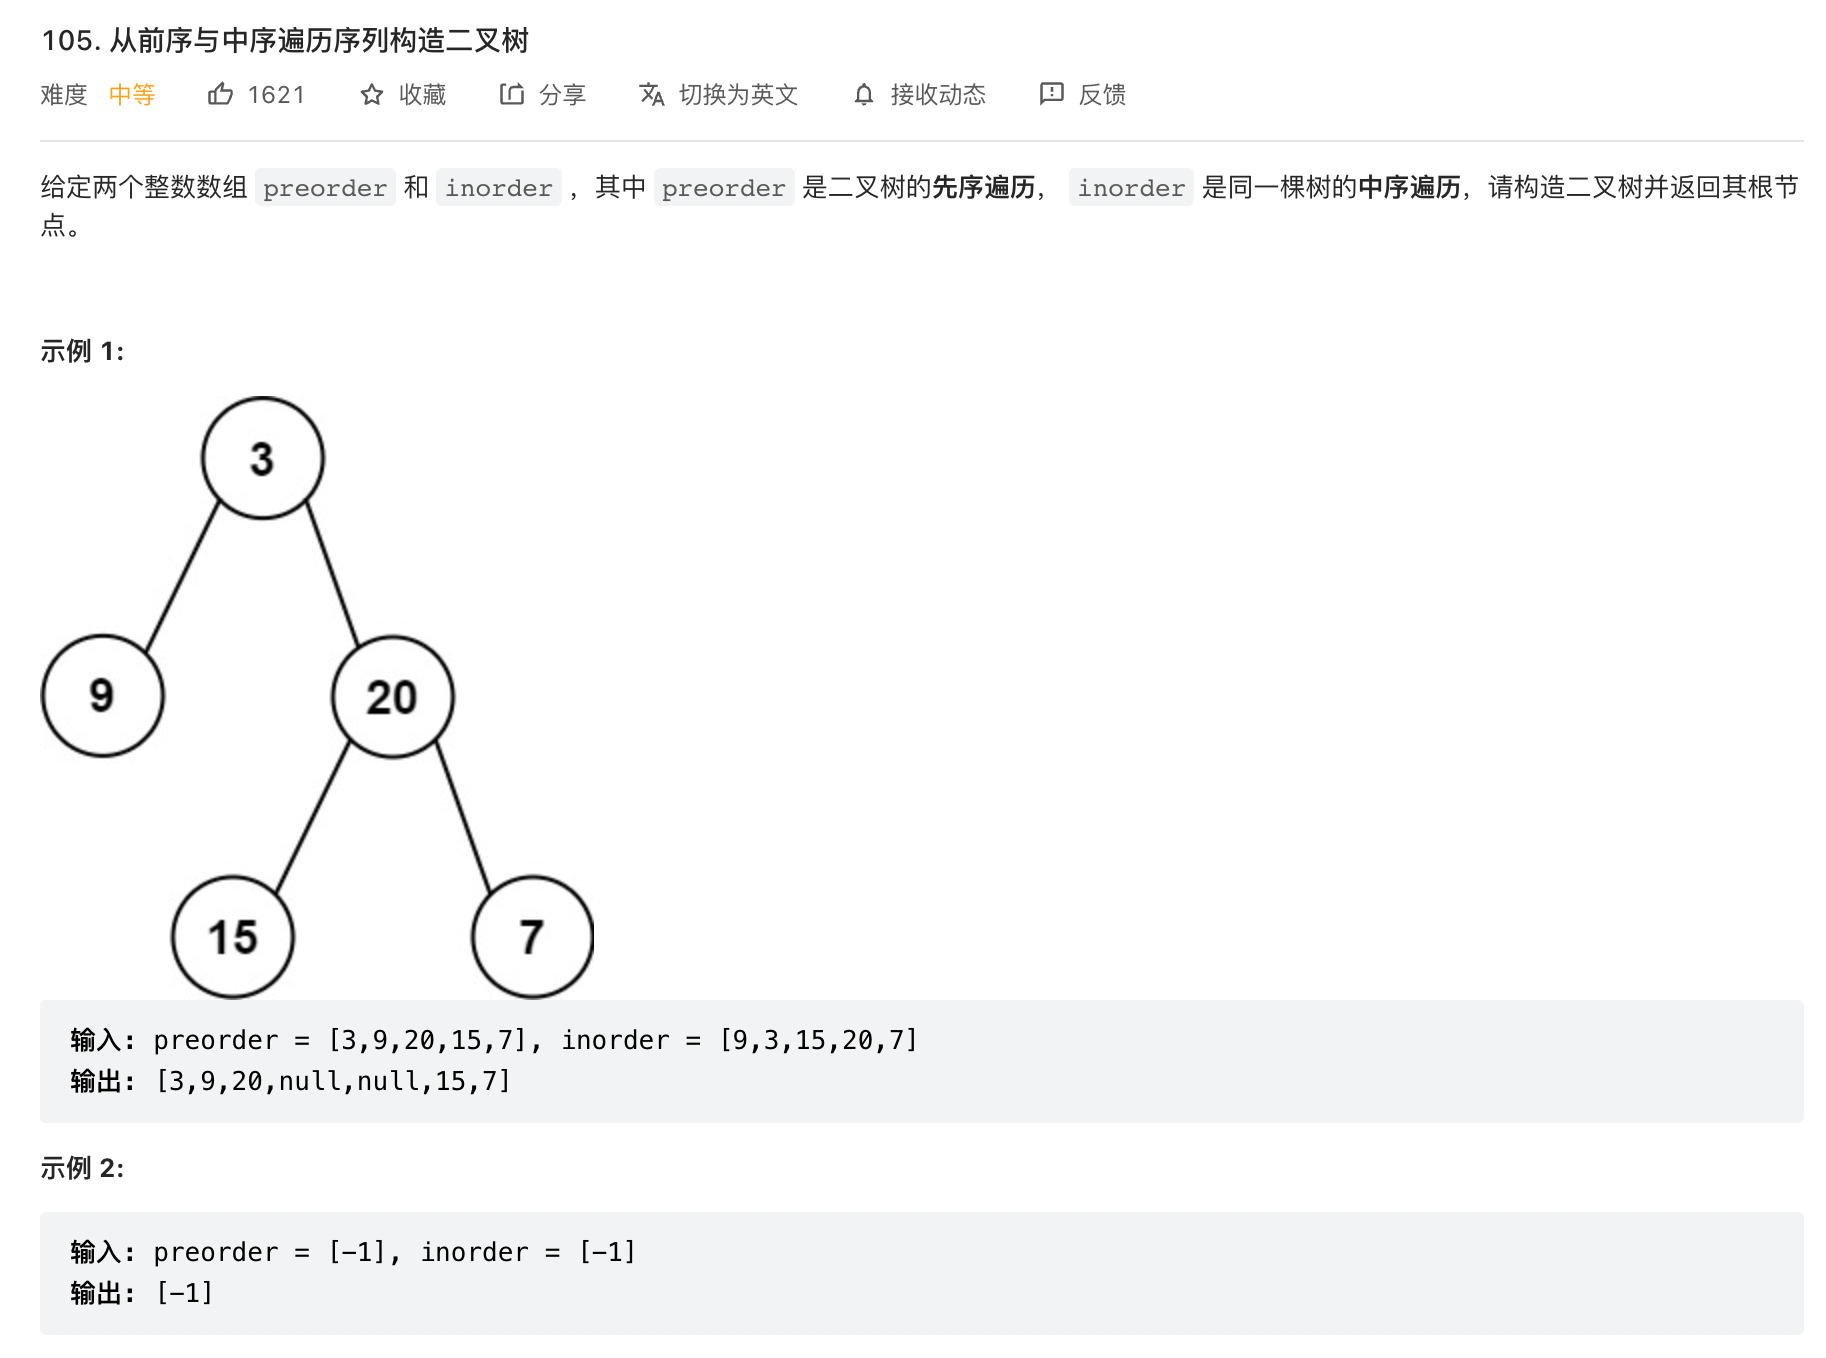 105. 从前序与中序遍历序列构造二叉树
难度 中等 1621 收藏 分享 切换为英文 接收动态 反馈
给定两个整数数组 preorder 和 inorder ，其中 preorder 是二叉树的先序遍历， inorder 是同一棵树的中序遍历，请构造二叉树并返回其根节
点。
示例 1:
3
9
20
15
7
输入: preorder = [3,9,20,15,7], inorder = [9,3,15,20,7]
输出: [3,9,20,null,null,15,7]
示例 2:
输入: preorder = [-1], inorder = [-1]
输出: [-1]